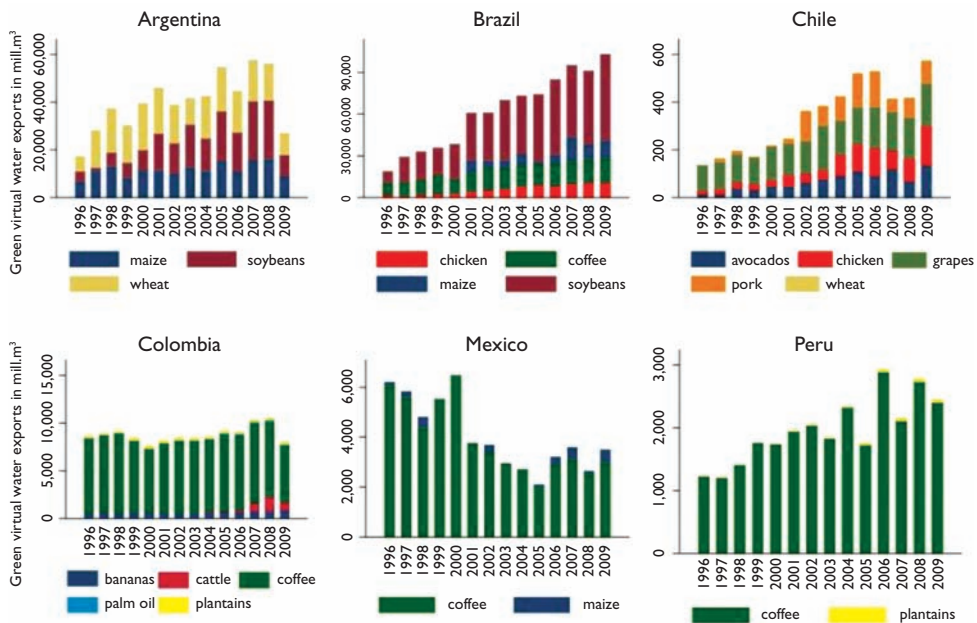 Argentina
Green virtual water exports in mill.m³
60,000
40,000
20,000
0
1996 1997 1998 1999 2000 2001 2002 2003 2004 2005 2006 2007 2008 2009
maize soybeans
wheat
Brazil
90,000
30,000
0
1996 1997 1998 1999 2000 2001 2002 2003 2004 2005 2006 2007 2008 2009
chicken coffee
maize soybeans
Chile
600
400
200
0
1996 1997 1998 1999 2000 2001 2002 2003 2004 2005 2006 2007 2008 2009
avocados chicken grapes
pork wheat
Colombia
Green virtual water exports in mill.m³
15,000
10,000
5,000
0
1996 1997 1998 1999 2000 2001 2002 2003 2004 2005 2006 2007 2008 2009
bananas cattle coffee
palm oil plantains
Mexico
6,000
4,000
2,000
0
1996 1997 1998 1999 2000 2001 2002 2003 2004 2005 2006 2007 2008 2009
coffee maize
Peru
3,000
2,000
1,000
0
1996 1997 1998 1999 2000 2001 2002 2003 2004 2005 2006 2007 2008 2009
coffee plantains